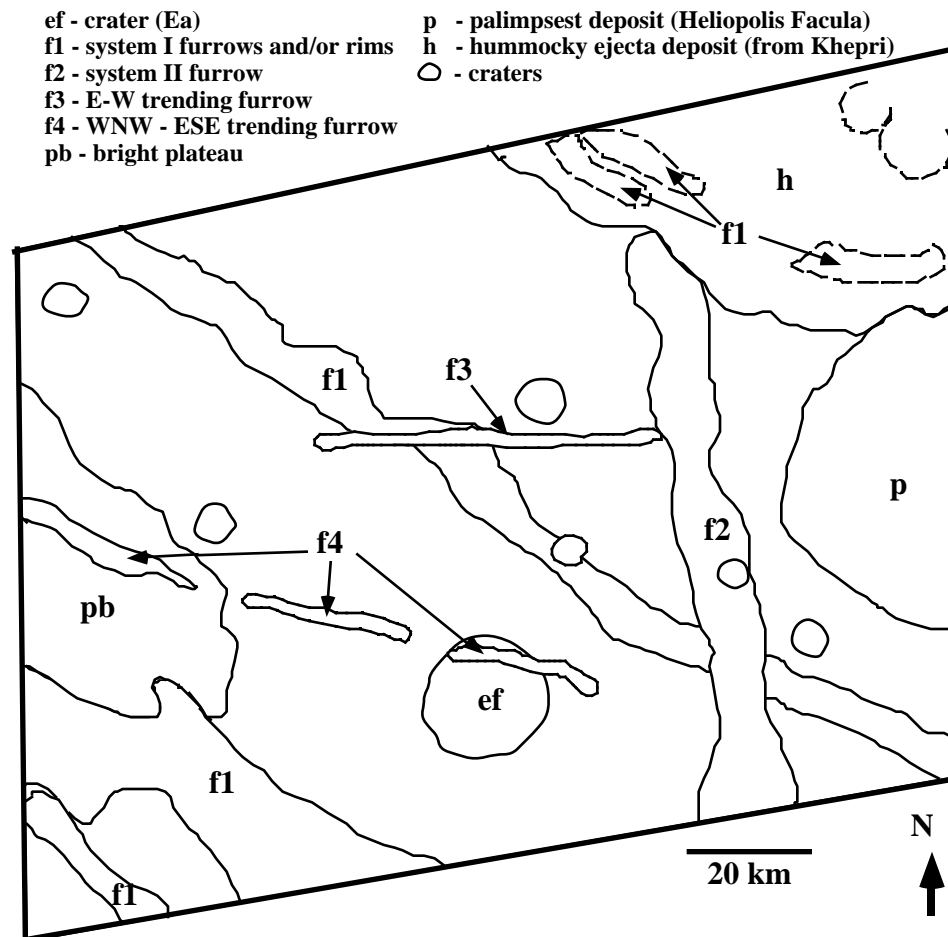 ef - crater (Ea)
f1 - system I furrows and/or rims
f2 - system II furrow
f3 - E-W trending furrow
f4 - WNW - ESE trending furrow
pb - bright plateau
p - palimpsest deposit (Heliopolis Facula)
h - hummocky ejecta deposit (from Khepri)
- craters
h
f1
f1
f3
p
f2
f4
pb
ef
f1
f1
N
20 km